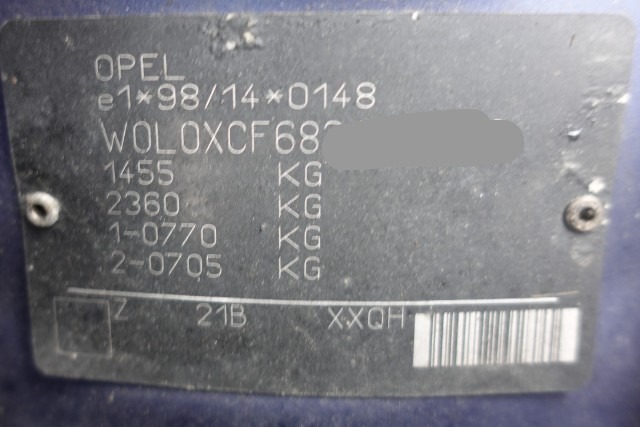 OPEL
e1*98/14*0148
W0L0XCF68
1455 KG
2360 KG
1-0770 KG
2-0705 KG
Z 21B XXQH